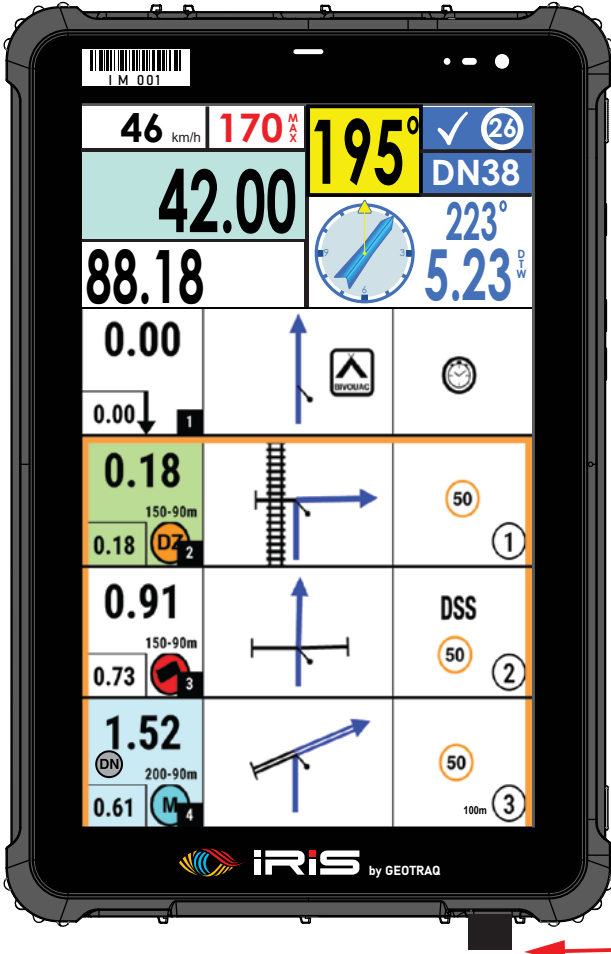 IM 001
46 km/h 170 MAX
195°
26
DN38
42.00
223°
5.23 DTW
88.18
9 3
6
0.00
BIVOUAC
0.00
1
0.18
150-90m
50
0.18 DZ 2
1
0.91
DSS
150-90m
50
0.73 3
2
1.52
DN
200-90m
50
0.61 M 4
100m 3
iRiS by GEOTRAQ